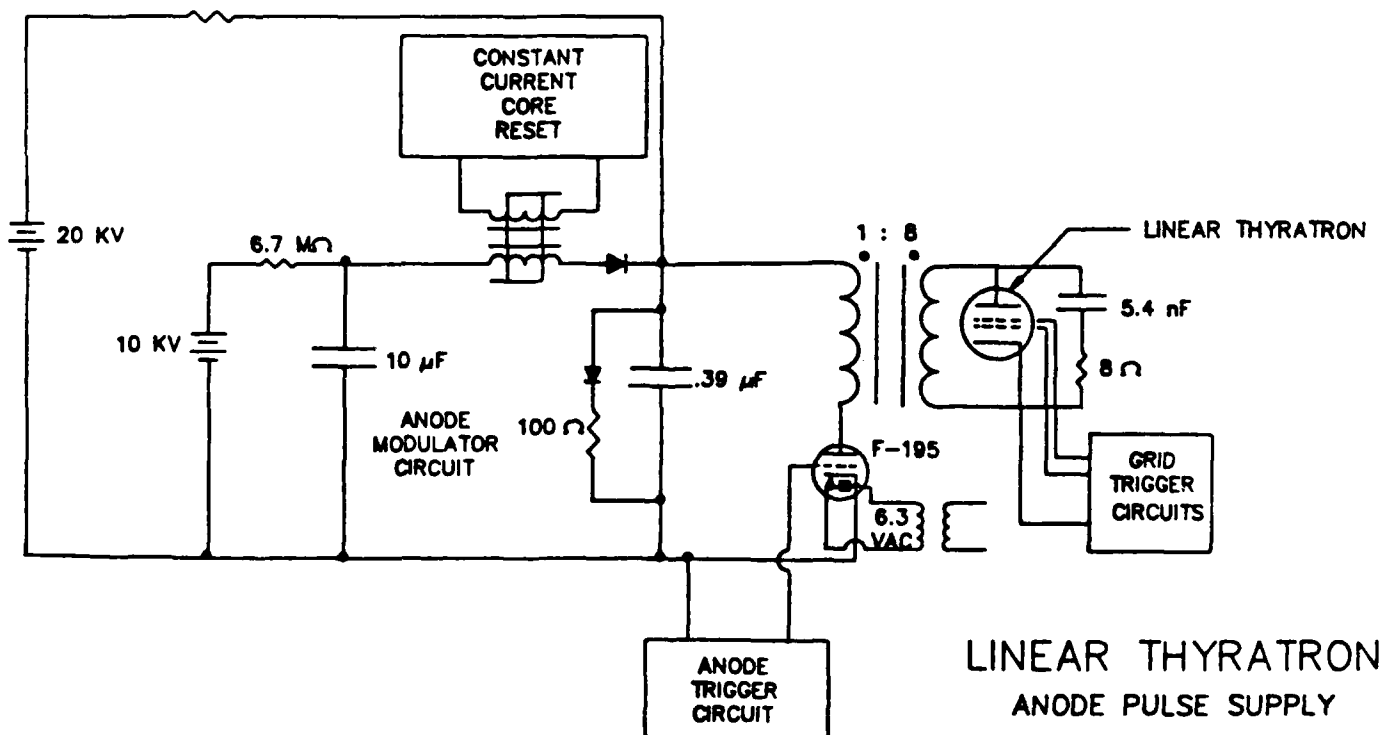 CONSTANT
CURRENT
CORE
RESET
20 KV
6.7 MΩ
1 : 8
LINEAR THYRATRON
10 KV
10 µF
.39 µF
5.4 nF
8 Ω
ANODE
MODULATOR
CIRCUIT
100 Ω
F-195
GRID
TRIGGER
CIRCUITS
6.3
VAC
ANODE
TRIGGER
CIRCUIT
LINEAR THYRATRON
ANODE PULSE SUPPLY